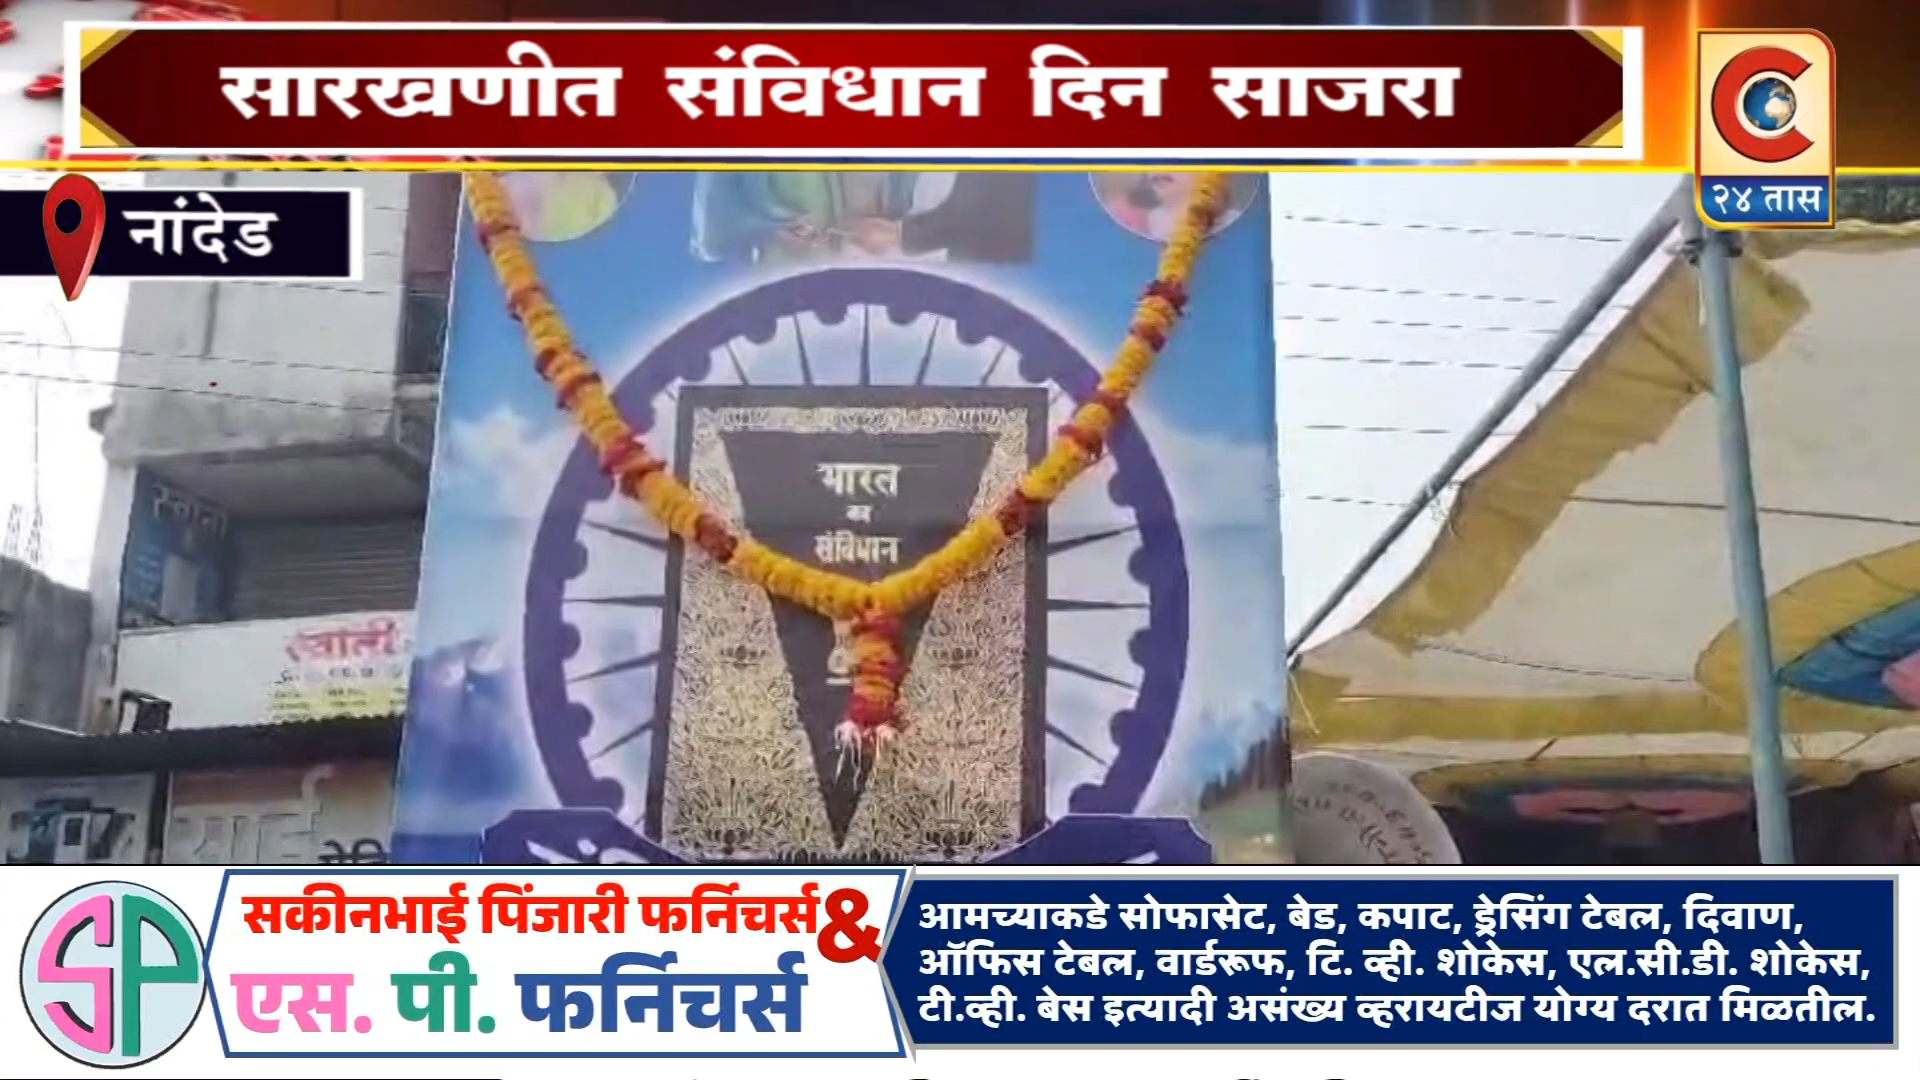 सारखणीत संविधान दिन साजरा
२४ तास
नांदेड
भारत
का
संविधान
स्वाती
सकीनभाई पिंजारी फर्निचर्स &
एस. पी. फर्निचर्स
SP
आमच्याकडे सोफासेट, बेड, कपाट, ड्रेसिंग टेबल, दिवाण,
ऑफिस टेबल, वार्डरूफ, टि. व्ही. शोकेस, एल.सी.डी. शोकेस,
टी.व्ही. बेस इत्यादी असंख्य व्हरायटीज योग्य दरात मिळतील.